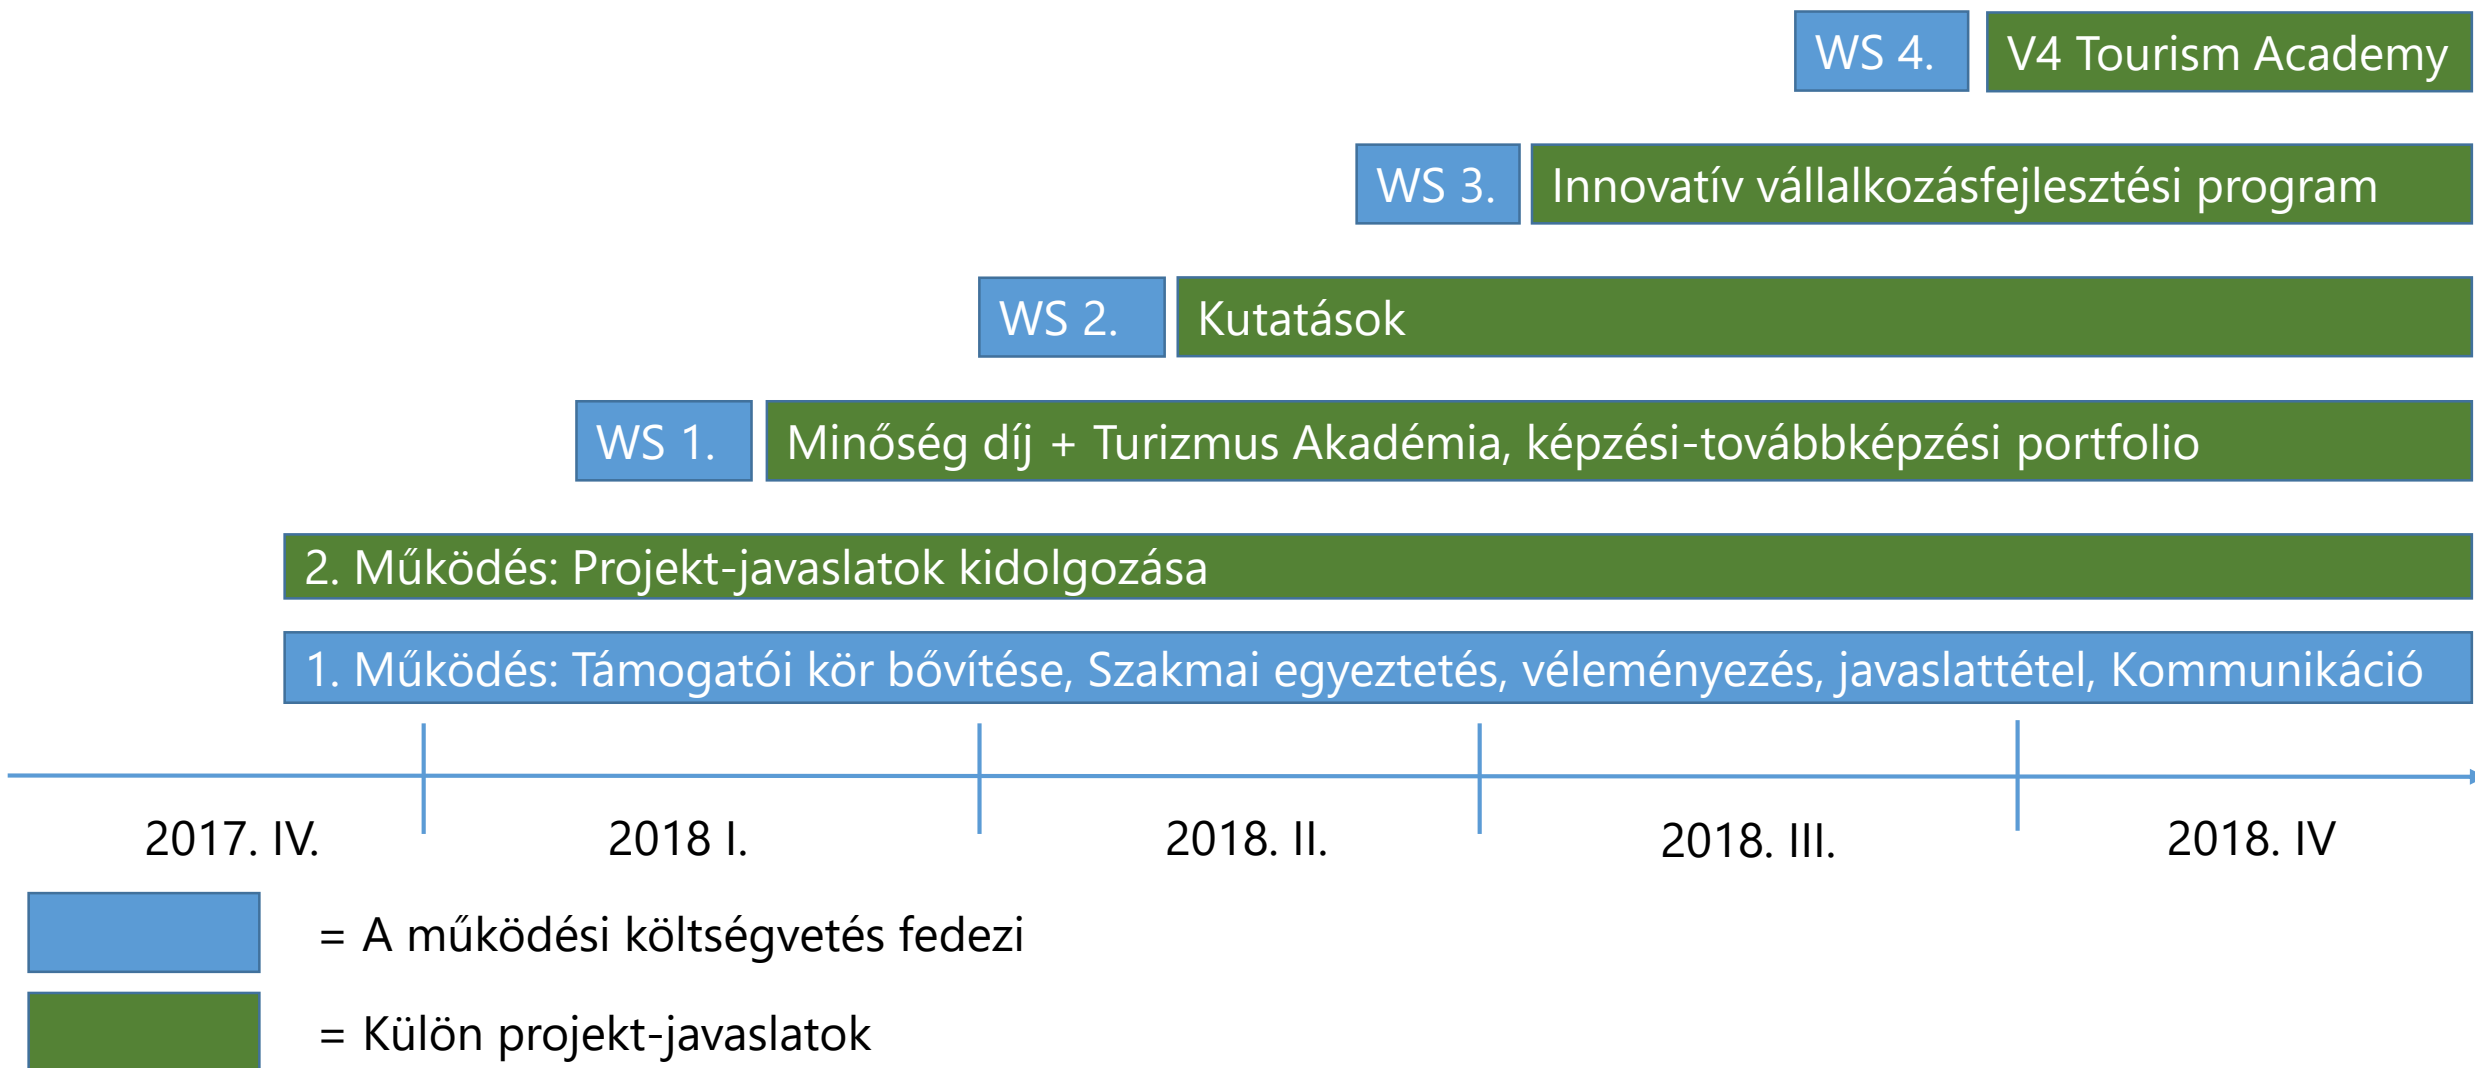 WS 4. V4 Tourism Academy
WS 3. Innovatív vállalkozásfejlesztési program
WS 2. Kutatások
WS 1. Minőség díj + Turizmus Akadémia, képzési-továbbképzési portfolio
2. Működés: Projekt-javaslatok kidolgozása
1. Működés: Támogatói kör bővítése, Szakmai egyeztetés, véleményezés, javaslattétel, Kommunikáció
2017. IV. 2018 I. 2018. II. 2018. III. 2018. IV
= A működési költségvetés fedezi
= Külön projekt-javaslatok